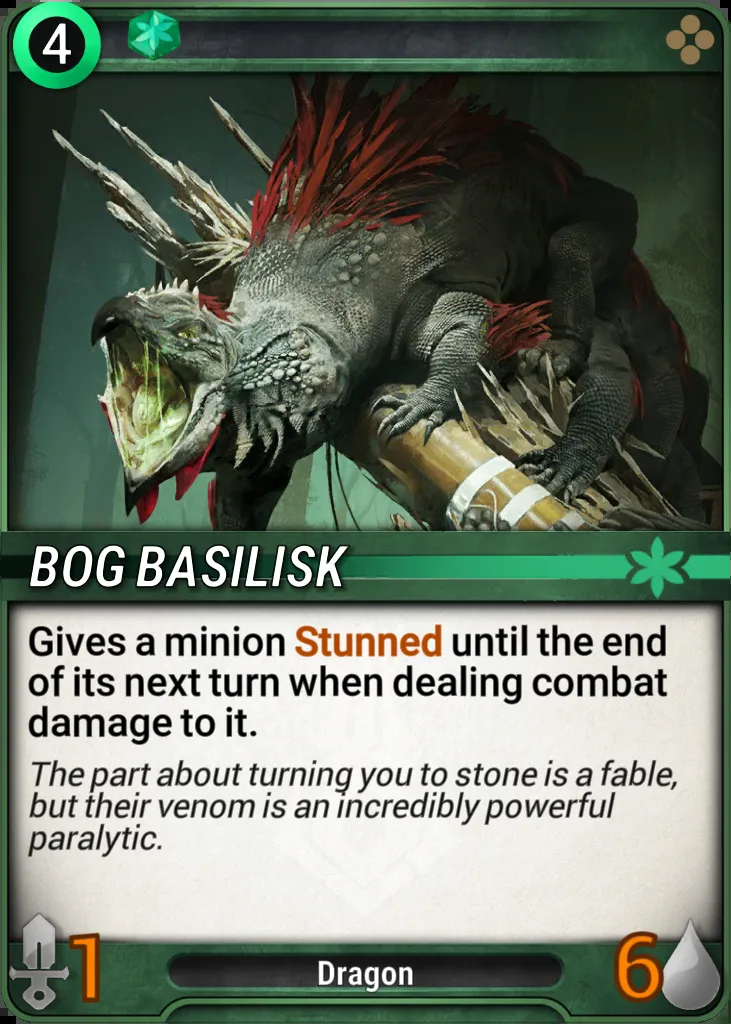 4
BOG BASILISK
Gives a minion Stunned until the end
of its next turn when dealing combat
damage to it.
The part about turning you to stone is a fable,
but their venom is an incredibly powerful
paralytic.
1
Dragon
6